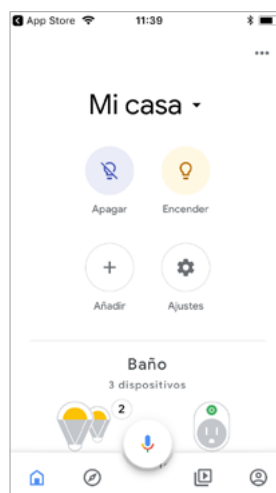 App Store 11:39
Mi casa
Apagar Encender
Añadir Ajustes
Baño
3 dispositivos
2